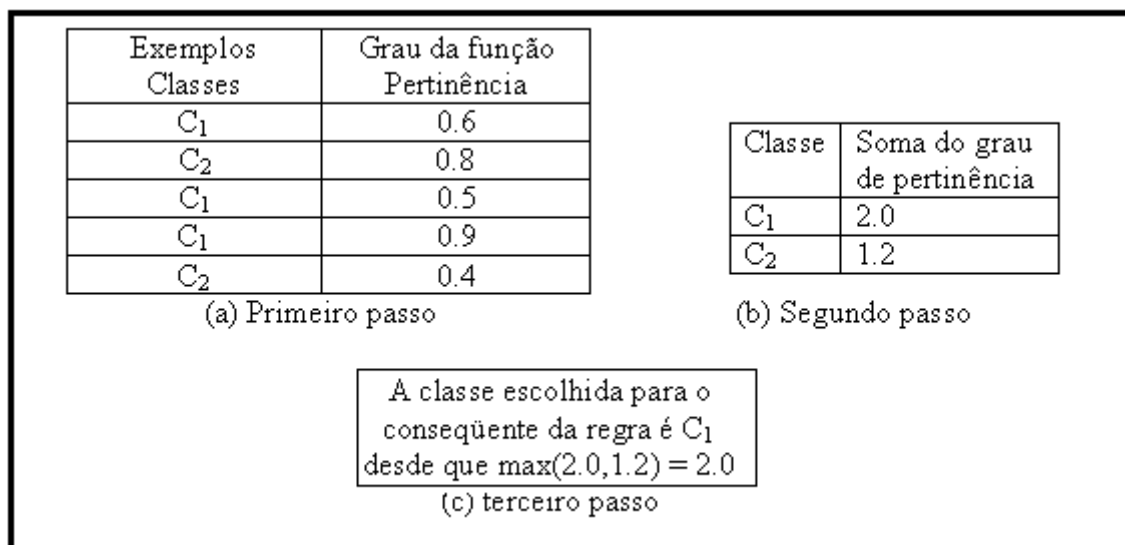 Exemplos Classes | Grau da função Pertinência
C₁ | 0.6
C₂ | 0.8
C₁ | 0.5
C₁ | 0.9
C₂ | 0.4
(a) Primeiro passo
Classe | Soma do grau de pertinência
C₁ | 2.0
C₂ | 1.2
(b) Segundo passo
A classe escolhida para o
conseqüente da regra é C₁
desde que max(2.0,1.2) = 2.0
(c) terceiro passo